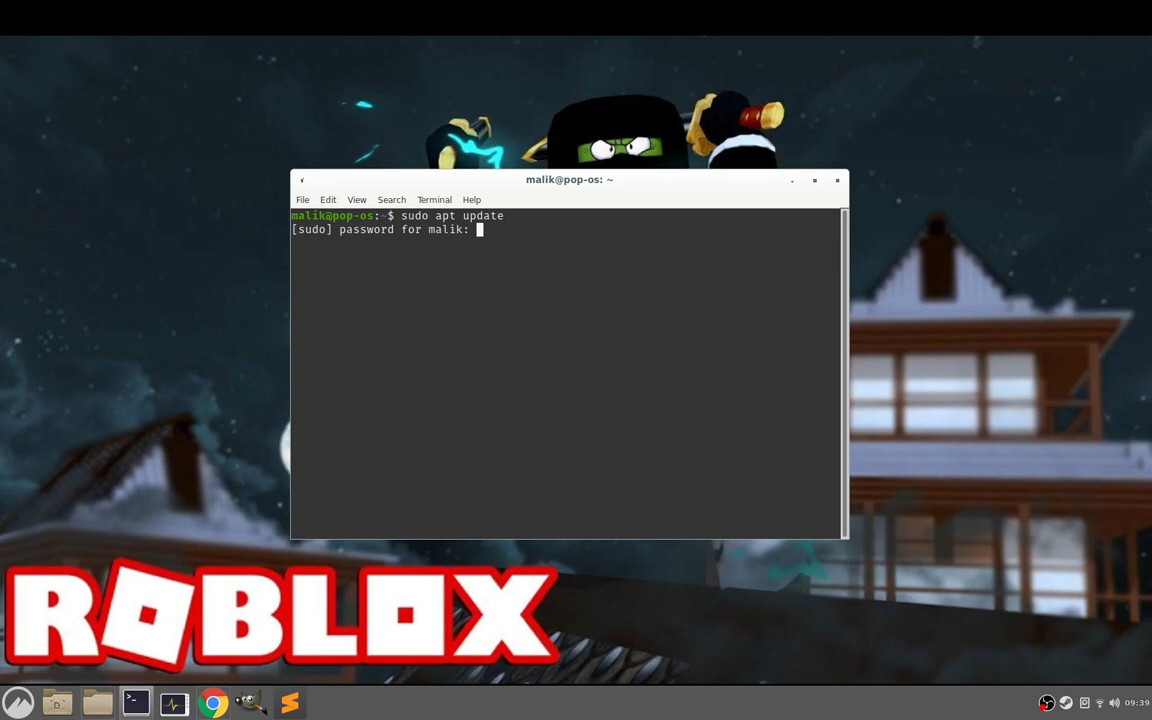 malik@pop-os: ~
File Edit View Search Terminal Help
malik@pop-os:~$ sudo apt update
[sudo] password for malik:
ROBLOX
09:39